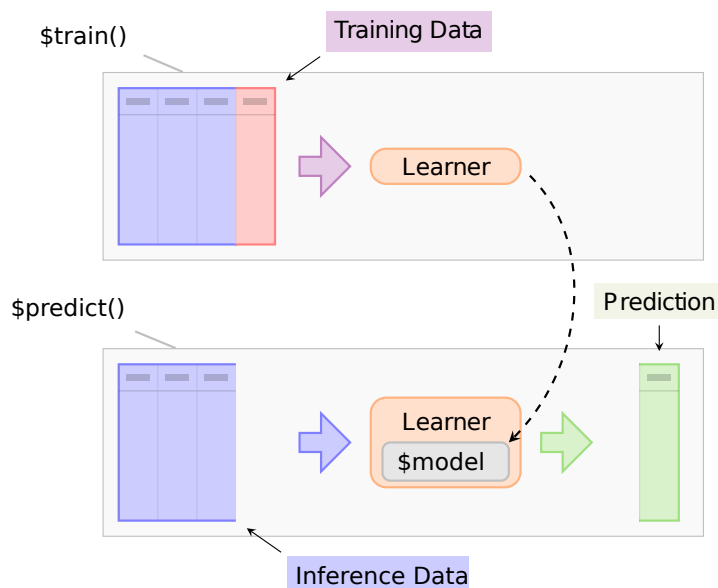 Training Data
$train()
Learner
Prediction
$predict()
Learner
$model
Inference Data